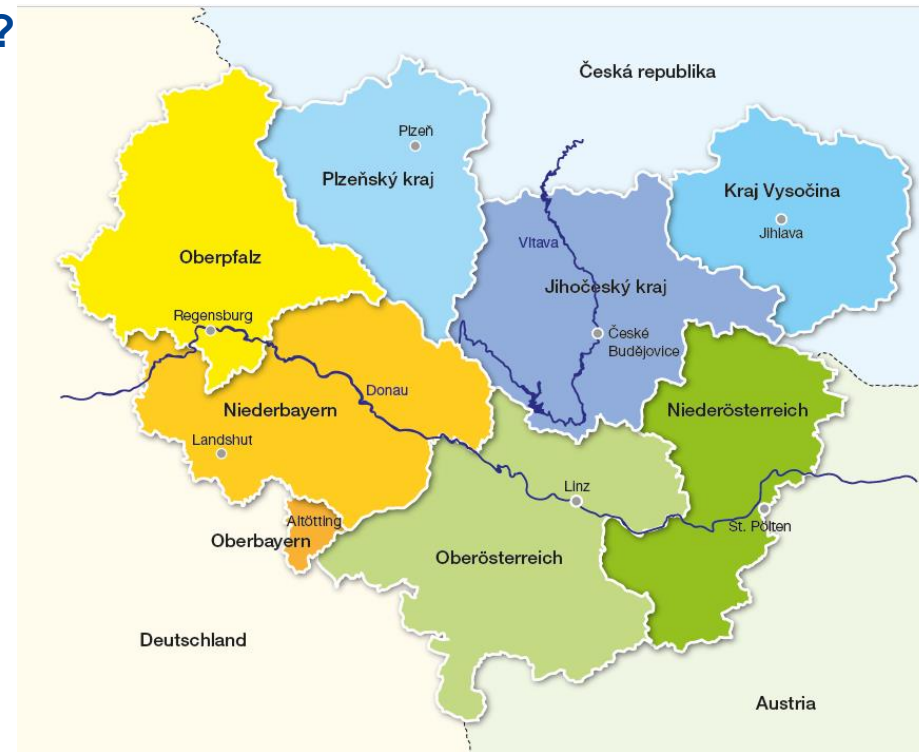 ?
Česká republika
Plzeň
Plzeňský kraj
Kraj Vysočina
Jihlava
Vltava
Oberpfalz
Jihočeský kraj
Regensburg
České
Budějovice
Donau
Niederbayern
Niederösterreich
Landshut
Linz
Altötting
St. Pölten
Oberbayern
Oberösterreich
Deutschland
Austria